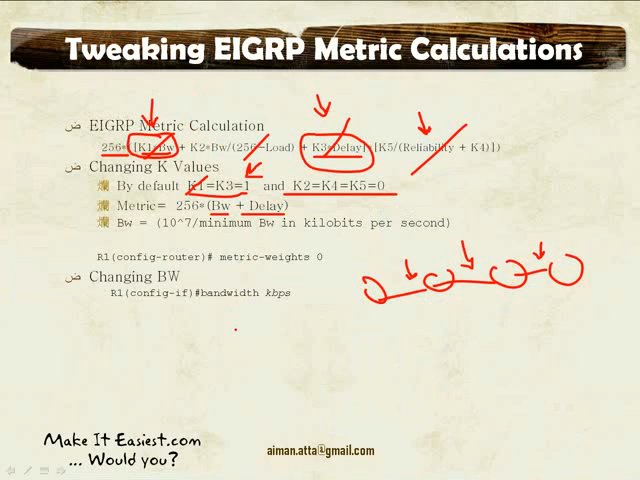 Tweaking EIGRP Metric Calculations
ض EIGRP Metric Calculation
256*([K1*Bw + K2*Bw/(256-Load) + K3*Delay]*[K5/(Reliability + K4)])
ض Changing K Values
爛 By default K1=K3=1 and K2=K4=K5=0
爛 Metric= 256*(Bw + Delay)
爛 Bw = (10^7/minimum Bw in kilobits per second)
R1(config-router)# metric-weights 0
ض Changing BW
R1(config-if)#bandwidth kbps
Make It Easiest.com
... Would you?
aiman.atta@gmail.com